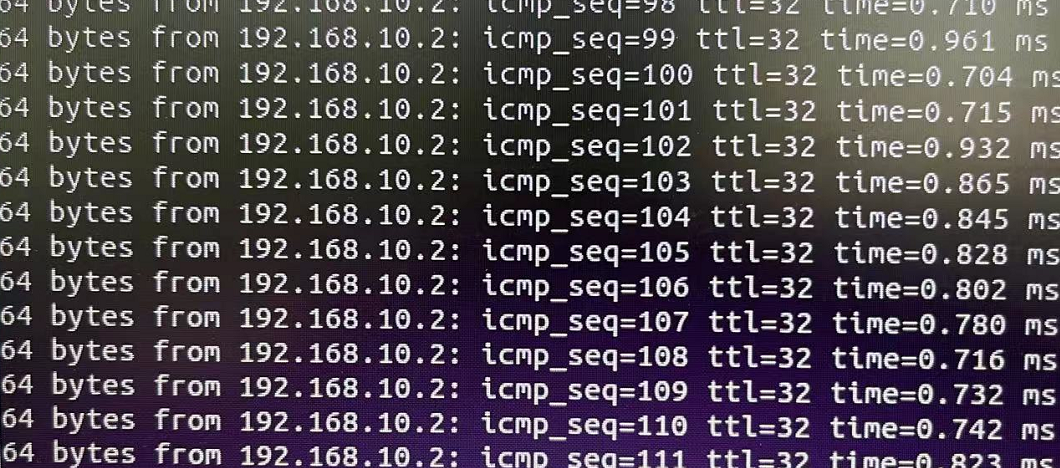 64 bytes from 192.168.10.2: icmp_seq=98 ttl=32 time=0.710 ms
64 bytes from 192.168.10.2: icmp_seq=99 ttl=32 time=0.961 ms
64 bytes from 192.168.10.2: icmp_seq=100 ttl=32 time=0.704 ms
64 bytes from 192.168.10.2: icmp_seq=101 ttl=32 time=0.715 ms
64 bytes from 192.168.10.2: icmp_seq=102 ttl=32 time=0.932 ms
64 bytes from 192.168.10.2: icmp_seq=103 ttl=32 time=0.865 ms
64 bytes from 192.168.10.2: icmp_seq=104 ttl=32 time=0.845 ms
64 bytes from 192.168.10.2: icmp_seq=105 ttl=32 time=0.828 ms
64 bytes from 192.168.10.2: icmp_seq=106 ttl=32 time=0.802 ms
64 bytes from 192.168.10.2: icmp_seq=107 ttl=32 time=0.780 ms
64 bytes from 192.168.10.2: icmp_seq=108 ttl=32 time=0.716 ms
64 bytes from 192.168.10.2: icmp_seq=109 ttl=32 time=0.732 ms
64 bytes from 192.168.10.2: icmp_seq=110 ttl=32 time=0.742 ms
64 bytes from 192.168.10.2: icmp_seq=111 ttl=32 time=0.823 ms